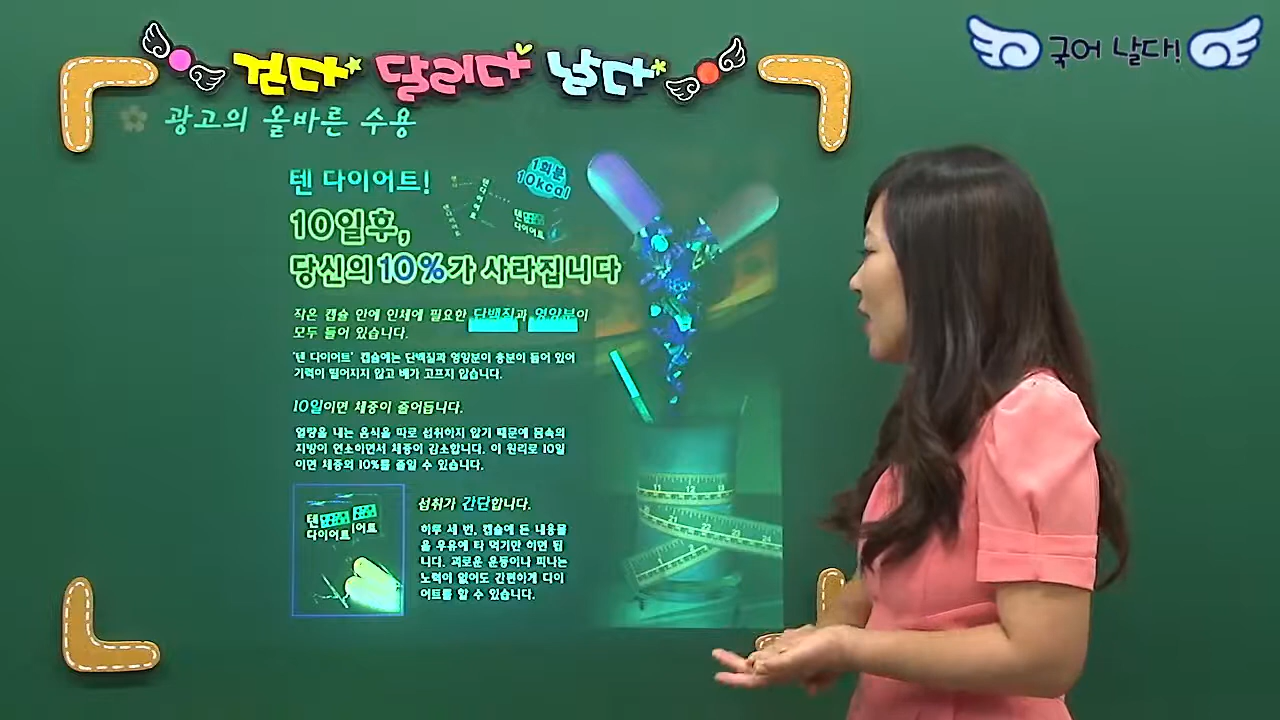 걷다 달리다 날다
국어 날다!
광고의 올바른 수용
텐 다이어트!
1회분
10kcal
10일후,
당신의 10%가 사라집니다
작은 캡슐 안에 인체에 필요한 단백질과 영양분이
모두 들어 있습니다.
'텐 다이어트' 캡슐에는 단백질과 영양분이 충분히 들어 있어
기력이 떨어지지 않고 배가 고프지 않습니다.
10일이면 체중이 줄어듭니다.
열량을 내는 음식을 따로 섭취하지 않기 때문에 몸속의
지방이 연소되면서 체중이 감소합니다. 이 원리로 10일
이면 체중의 10%를 줄일 수 있습니다.
섭취가 간단합니다.
하루 세 번, 캡슐에 든 내용물
을 우유에 타 먹기만 하면 됩
니다. 괴로운 운동이나 피나는
노력이 없이도 간편하게 다이
어트를 할 수 있습니다.